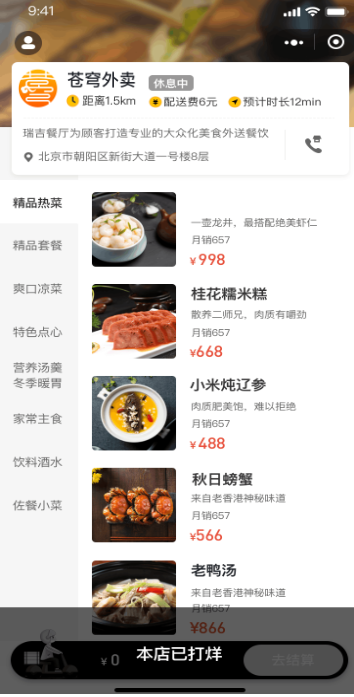 9:41
苍穹外卖 休息中
距离1.5km 配送费6元 预计时长12min
瑞吉餐厅为顾客打造专业的大众化美食外送餐饮
北京市朝阳区新街大道一号楼8层
精品热菜
精品套餐
爽口凉菜
特色点心
营养汤羹
冬季暖胃
家常主食
饮料酒水
佐餐小菜
一壶龙井，最搭配绝美虾仁
月销657
¥998
桂花糯米糕
散养二师兄，肉质有嚼劲
月销657
¥668
小米炖辽参
肉质肥美饱，难以拒绝
月销657
¥488
秋日螃蟹
来自老香港神秘味道
月销657
¥566
老鸭汤
来自老香港神秘味道
月销657
¥866
¥0
本店已打烊
去结算